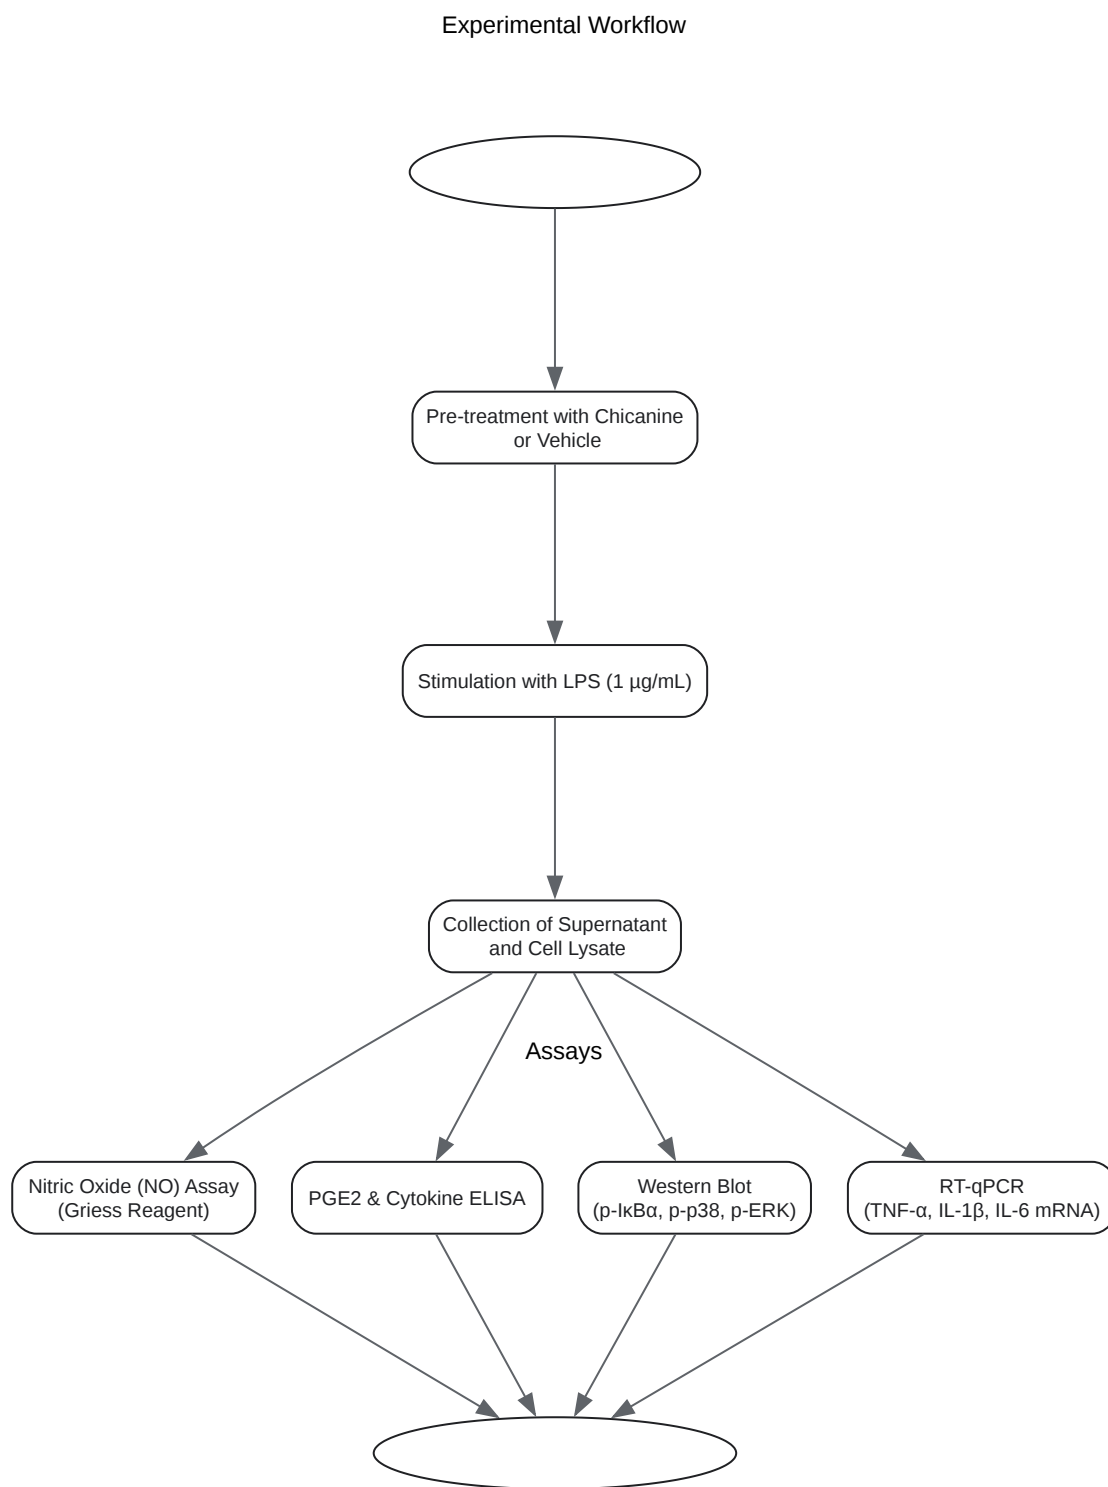 Experimental Workflow
Pre-treatment with Chicanine
or Vehicle
Stimulation with LPS (1 µg/mL)
Collection of Supernatant
and Cell Lysate
Assays
Nitric Oxide (NO) Assay
(Griess Reagent)
PGE2 & Cytokine ELISA
Western Blot
(p-IκBα, p-p38, p-ERK)
RT-qPCR
(TNF-α, IL-1β, IL-6 mRNA)